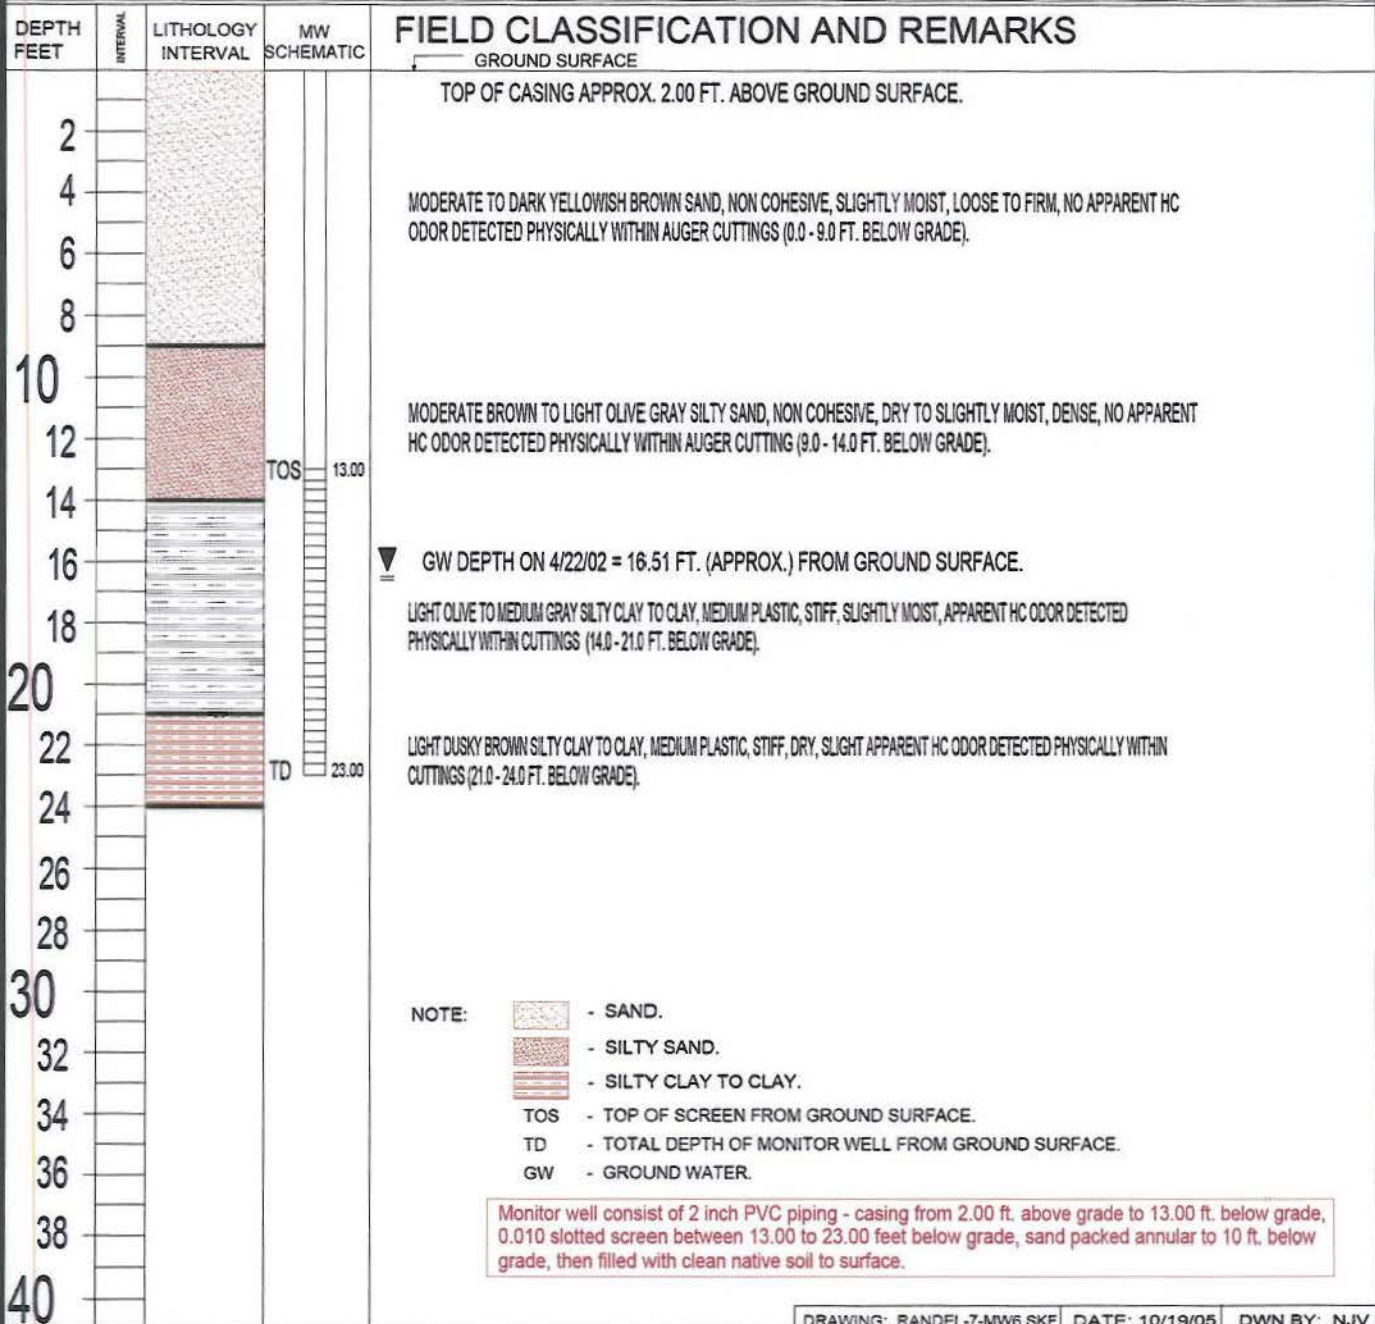 DEPTH FEET
INTERVAL
LITHOLOGY INTERVAL
MW SCHEMATIC
FIELD CLASSIFICATION AND REMARKS
GROUND SURFACE
TOP OF CASING APPROX. 2.00 FT. ABOVE GROUND SURFACE.
2
4
MODERATE TO DARK YELLOWISH BROWN SAND, NON COHESIVE, SLIGHTLY MOIST, LOOSE TO FIRM, NO APPARENT HC
ODOR DETECTED PHYSICALLY WITHIN AUGER CUTTINGS (0.0 - 9.0 FT. BELOW GRADE).
6
8
10
MODERATE BROWN TO LIGHT OLIVE GRAY SILTY SAND, NON COHESIVE, DRY TO SLIGHTLY MOIST, DENSE, NO APPARENT
HC ODOR DETECTED PHYSICALLY WITHIN AUGER CUTTING (9.0 - 14.0 FT. BELOW GRADE).
12
TOS 13.00
14
16
GW DEPTH ON 4/22/02 = 16.51 FT. (APPROX.) FROM GROUND SURFACE.
LIGHT OLIVE TO MEDIUM GRAY SILTY CLAY TO CLAY, MEDIUM PLASTIC, STIFF, SLIGHTLY MOIST, APPARENT HC ODOR DETECTED
PHYSICALLY WITHIN CUTTINGS (14.0 - 21.0 FT. BELOW GRADE).
18
20
22
LIGHT DUSKY BROWN SILTY CLAY TO CLAY, MEDIUM PLASTIC, STIFF, DRY, SLIGHT APPARENT HC ODOR DETECTED PHYSICALLY WITHIN
CUTTINGS (21.0 - 24.0 FT. BELOW GRADE).
TD 23.00
24
26
28
30
NOTE:
- SAND.
- SILTY SAND.
- SILTY CLAY TO CLAY.
TOS - TOP OF SCREEN FROM GROUND SURFACE.
TD - TOTAL DEPTH OF MONITOR WELL FROM GROUND SURFACE.
GW - GROUND WATER.
32
34
36
38
40
Monitor well consist of 2 inch PVC piping - casing from 2.00 ft. above grade to 13.00 ft. below grade,
0.010 slotted screen between 13.00 to 23.00 feet below grade, sand packed annular to 10 ft. below
grade, then filled with clean native soil to surface.
DRAWING: RANDEL-7-MW6.SKF DATE: 10/19/05 DWN BY: NJV